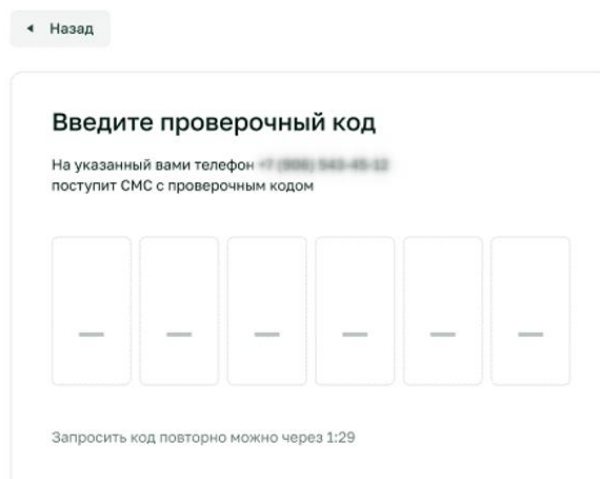 Назад
Введите проверочный код
На указанный вами телефон
поступит СМС с проверочным кодом
Запросить код повторно можно через 1:29